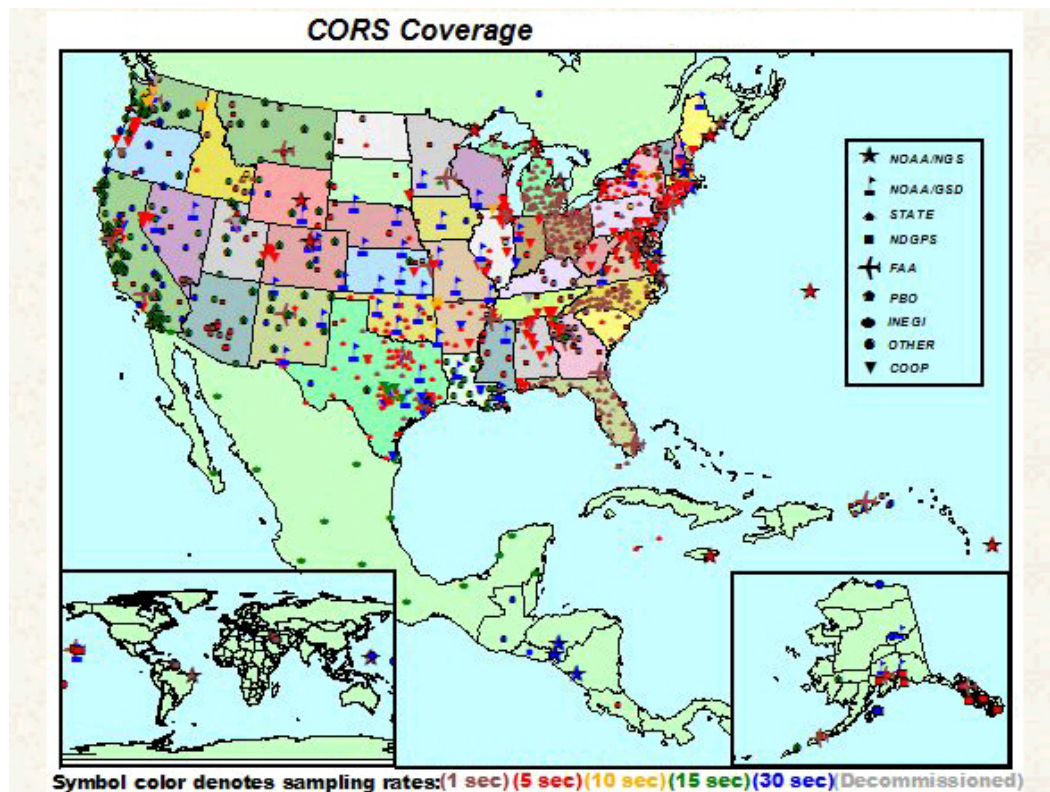 CORS Coverage
NOAA/NGS
NOAA/GSD
STATE
NDGPS
FAA
PBO
INEGI
OTHER
COOP
Symbol color denotes sampling rates:(1 sec)(5 sec)(10 sec)(15 sec)(30 sec)(Decommissioned)